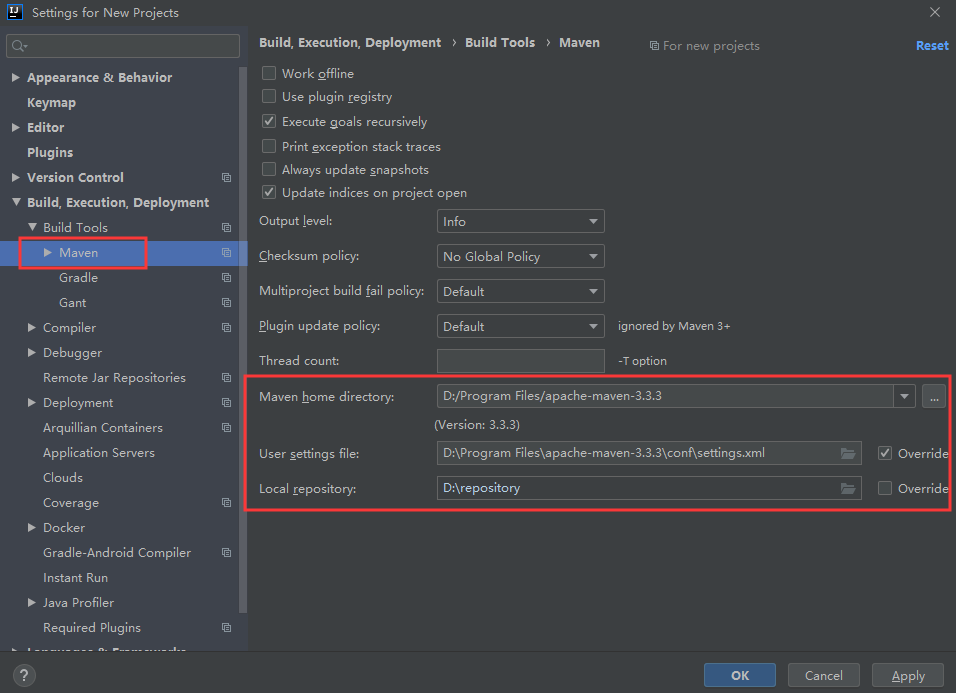 Settings for New Projects
Appearance & Behavior
Keymap
Editor
Plugins
Version Control
Build, Execution, Deployment
Build Tools
Maven
Gradle
Gant
Compiler
Debugger
Remote Jar Repositories
Deployment
Arquillian Containers
Application Servers
Clouds
Coverage
Docker
Gradle-Android Compiler
Instant Run
Java Profiler
Required Plugins
Languages & Frameworks
Build, Execution, Deployment › Build Tools › Maven For new projects Reset
Work offline
Use plugin registry
Execute goals recursively
Print exception stack traces
Always update snapshots
Update indices on project open
Output level: Info
Checksum policy: No Global Policy
Multiproject build fail policy: Default
Plugin update policy: Default ignored by Maven 3+
Thread count: -T option
Maven home directory: D:/Program Files/apache-maven-3.3.3 ...
(Version: 3.3.3)
User settings file: D:\Program Files\apache-maven-3.3.3\conf\settings.xml Override
Local repository: D:\repository Override
? OK Cancel Apply